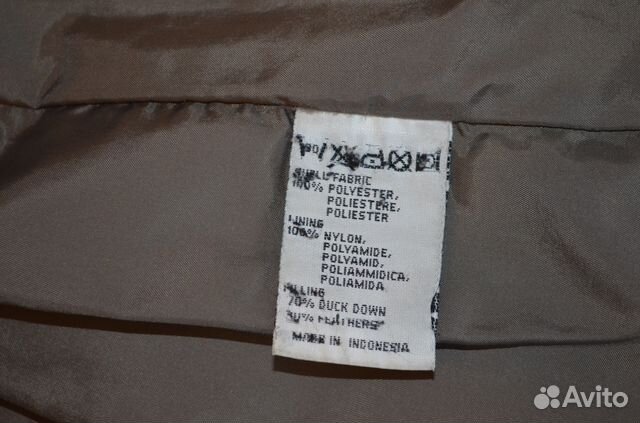 30
SHELL FABRIC
100% POLYESTER,
POLIESTERE,
POLIESTER
LINING
100% NYLON,
POLYAMIDE,
POLYAMID,
POLIAMMIDICA,
POLIAMIDA
FILLING
70% DUCK DOWN
30% FEATHERS
MADE IN INDONESIA
Avito